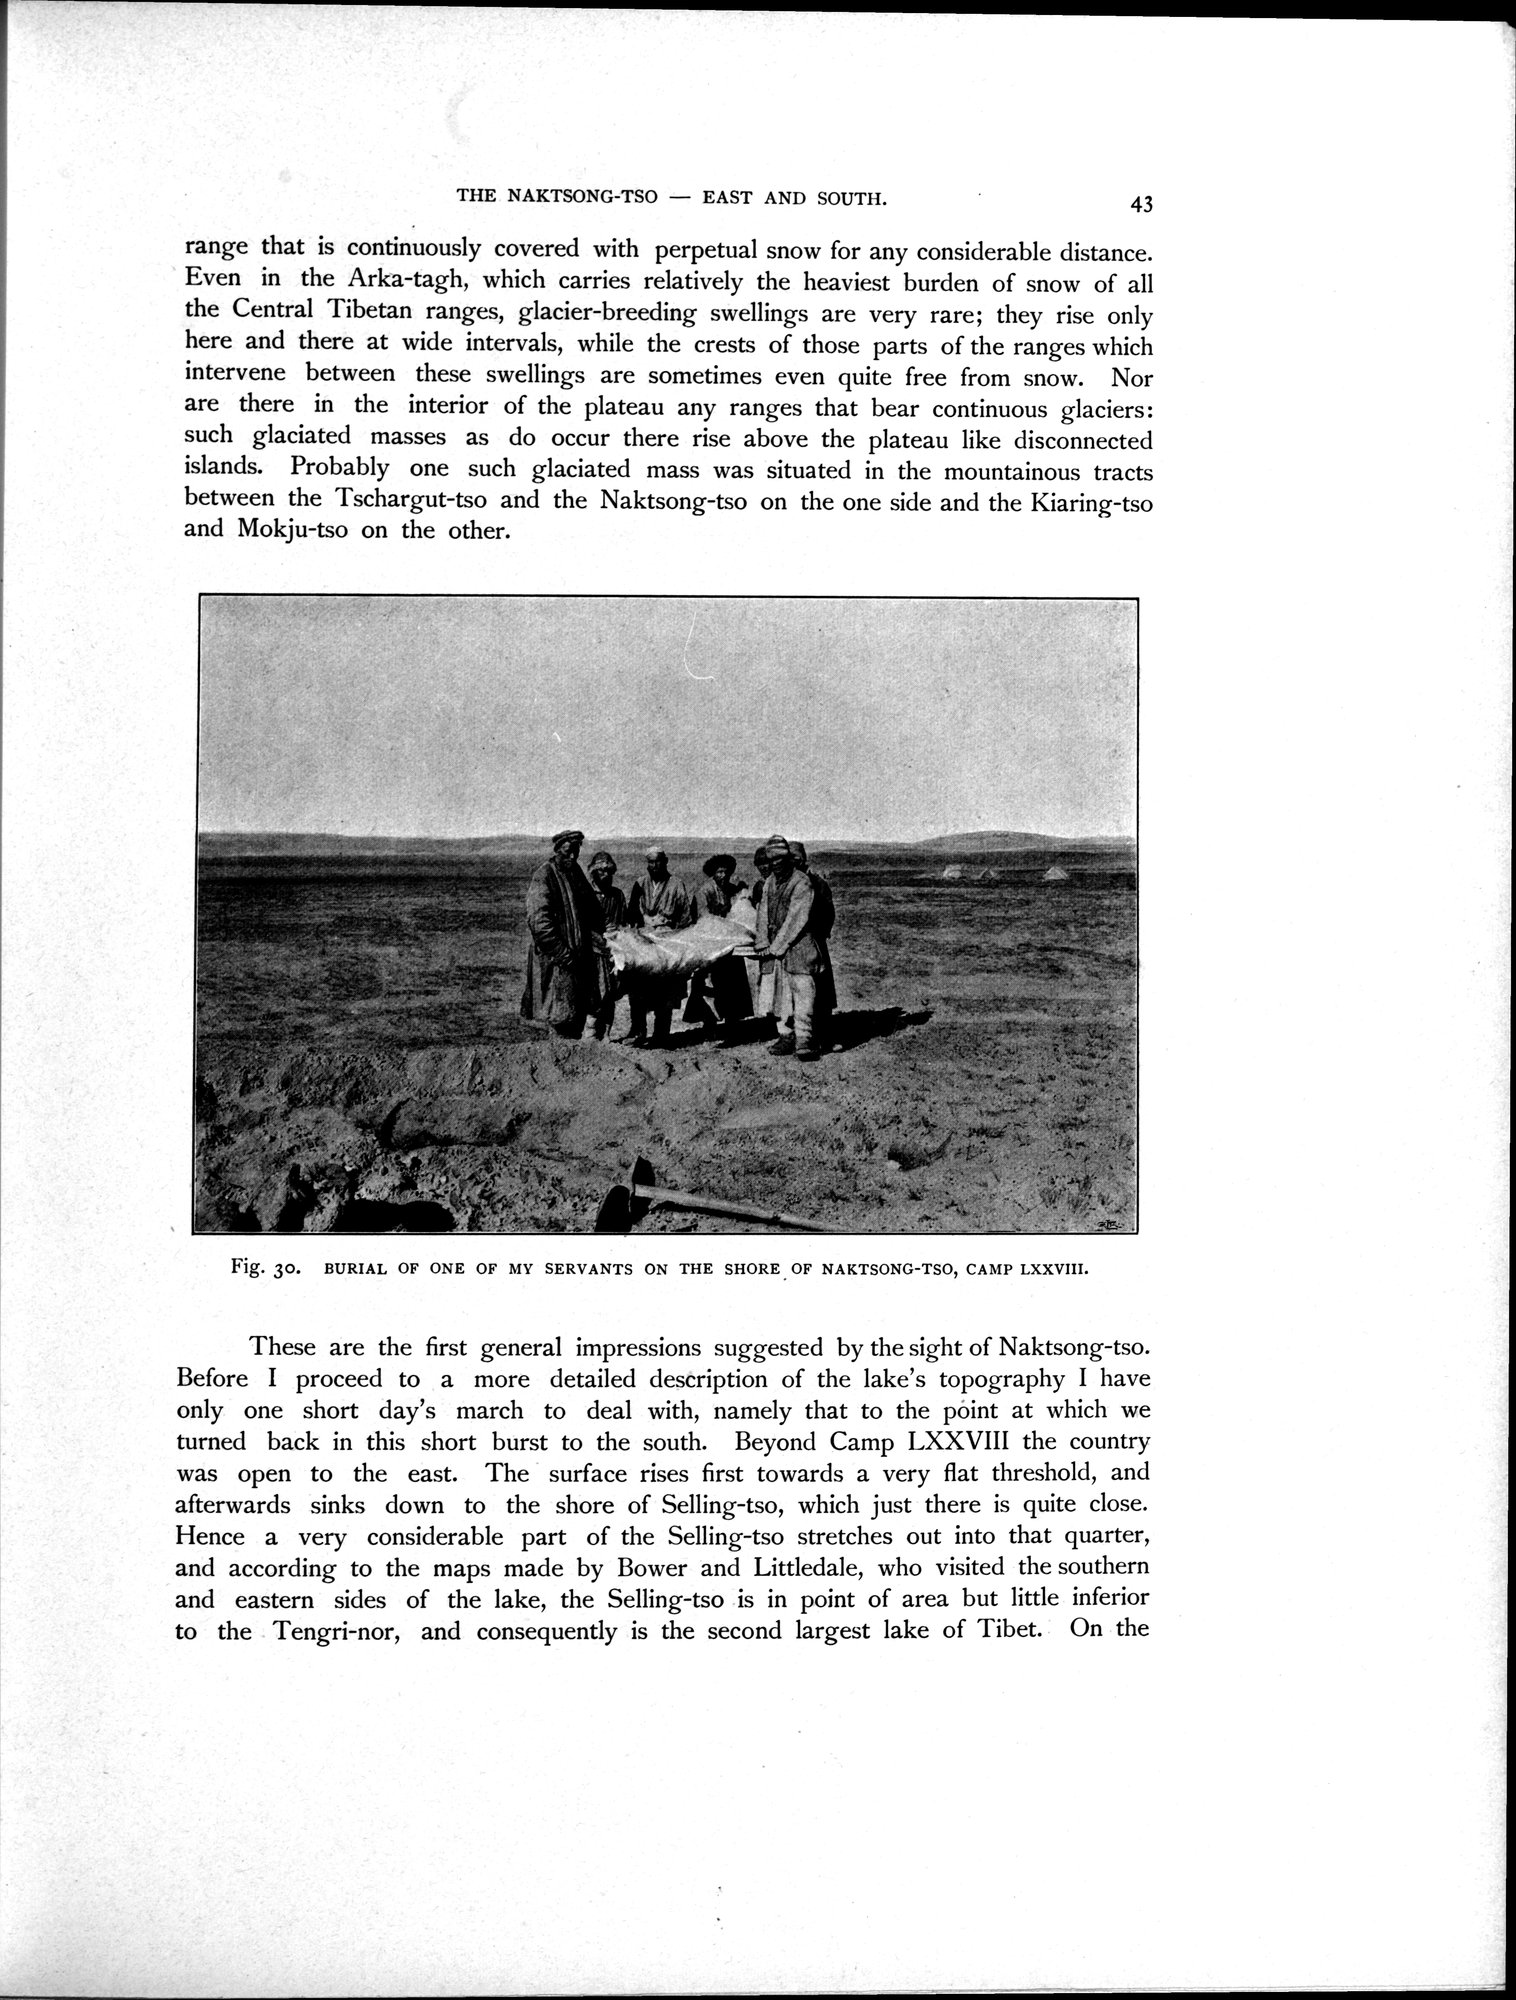 THE NAKTSONG-TSO — EAST AND SOUTH.
43
range that is continuously covered with perpetual snow for any considerable distance.
Even in the Arka-tagh, which carries relatively the heaviest burden of snow of all
the Central Tibetan ranges, glacier-breeding swellings are very rare; they rise only
here and there at wide intervals, while the crests of those parts of the ranges which
intervene between these swellings are sometimes even quite free from snow. Nor
are there in the interior of the plateau any ranges that bear continuous glaciers:
such glaciated masses as do occur there rise above the plateau like disconnected
islands. Probably one such glaciated mass was situated in the mountainous tracts
between the Tschargut-tso and the Naktsong-tso on the one side and the Kiaring-tso
and Mokju-tso on the other.
Fig. 30. BURIAL OF ONE OF MY SERVANTS ON THE SHORE OF NAKTSONG-TSO, CAMP LXXVIII.
These are the first general impressions suggested by the sight of Naktsong-tso.
Before I proceed to a more detailed description of the lake's topography I have
only one short day's march to deal with, namely that to the point at which we
turned back in this short burst to the south. Beyond Camp LXXVIII the country
was open to the east. The surface rises first towards a very flat threshold, and
afterwards sinks down to the shore of Selling-tso, which just there is quite close.
Hence a very considerable part of the Selling-tso stretches out into that quarter,
and according to the maps made by Bower and Littledale, who visited the southern
and eastern sides of the lake, the Selling-tso is in point of area but little inferior
to the Tengri-nor, and consequently is the second largest lake of Tibet. On the